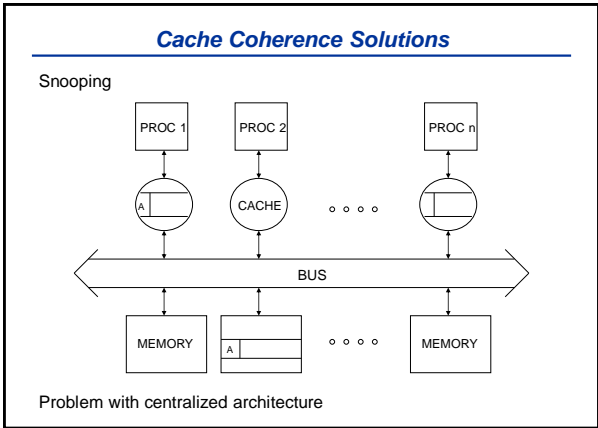 Cache Coherence Solutions
Snooping
PROC 1 PROC 2 PROC n
A CACHE
BUS
MEMORY A MEMORY
Problem with centralized architecture